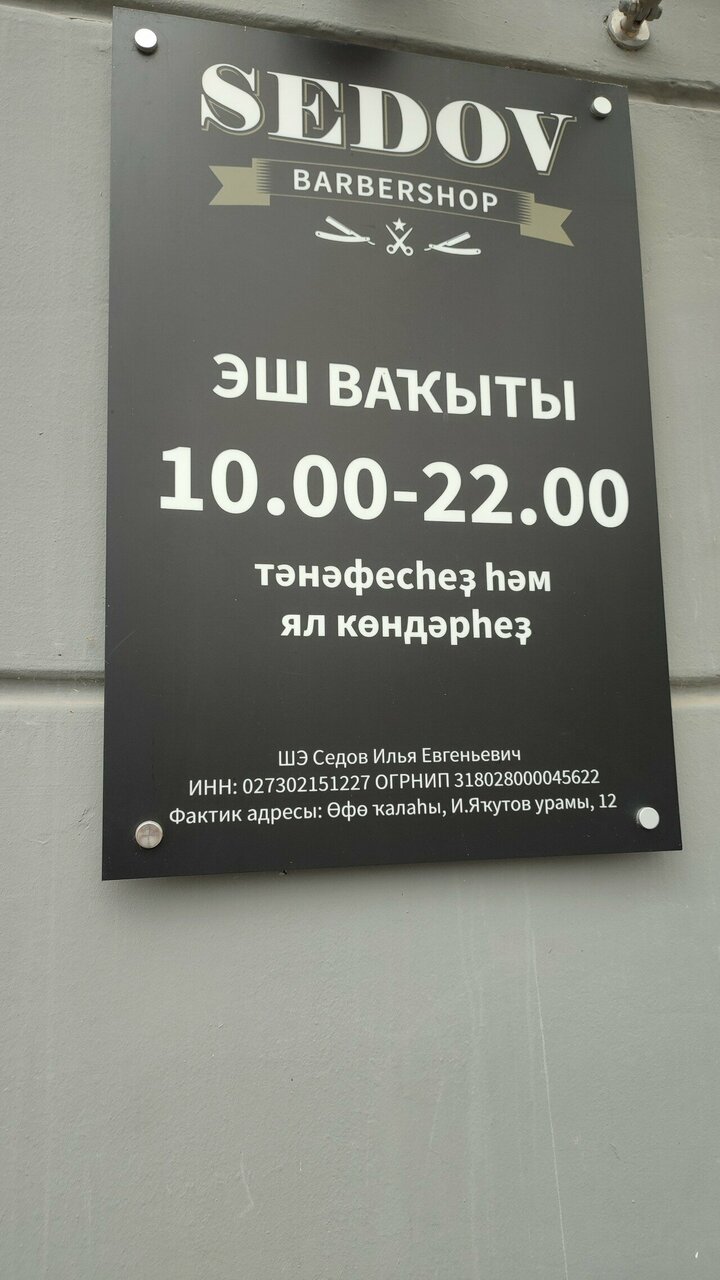 SEDOV
BARBERSHOP
ЭШ ВАҠЫТЫ
10.00-22.00
тәнәфесһеҙ һәм
ял көндәрһеҙ
ШЭ Седов Илья Евгеньевич
ИНН: 027302151227 ОГРНИП 318028000045622
Фактик адресы: Өфө ҡалаһы, И.Яҡутов урамы, 12